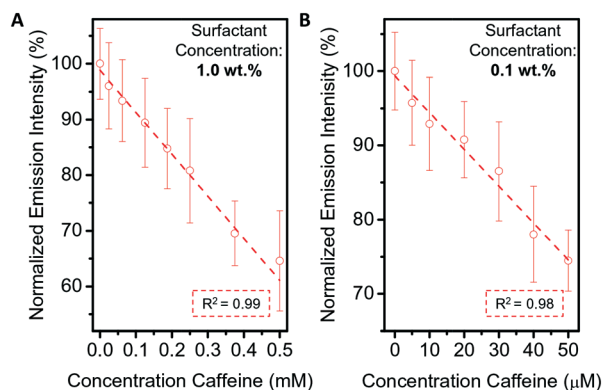 A
Surfactant
Concentration:
1.0 wt.%
Normalized Emission Intensity (%)
100
90
80
70
60
R² = 0.99
0.0 0.1 0.2 0.3 0.4 0.5
Concentration Caffeine (mM)
B
Surfactant
Concentration:
0.1 wt.%
Normalized Emission Intensity (%)
100
90
80
70
R² = 0.98
0 10 20 30 40 50
Concentration Caffeine (μM)